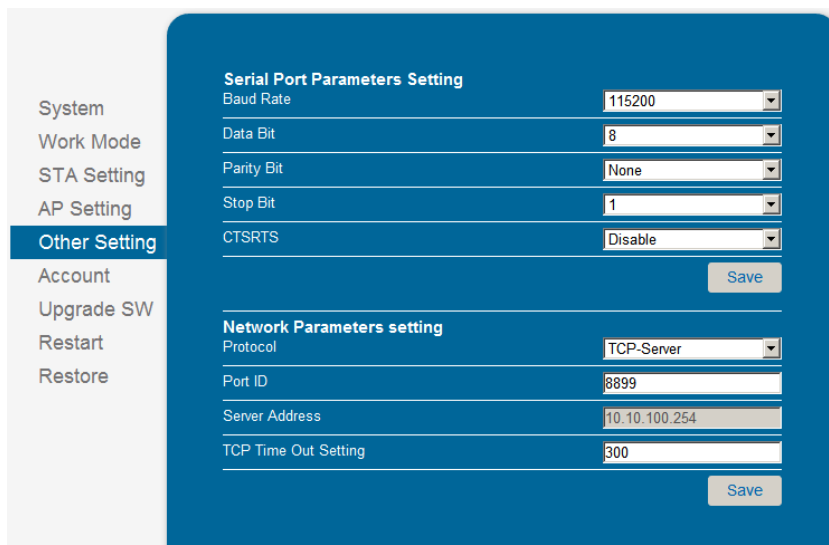 System
Work Mode
STA Setting
AP Setting
Other Setting
Account
Upgrade SW
Restart
Restore
Serial Port Parameters Setting
Baud Rate 115200
Data Bit 8
Parity Bit None
Stop Bit 1
CTSRTS Disable
Save
Network Parameters setting
Protocol TCP-Server
Port ID 8899
Server Address 10.10.100.254
TCP Time Out Setting 300
Save